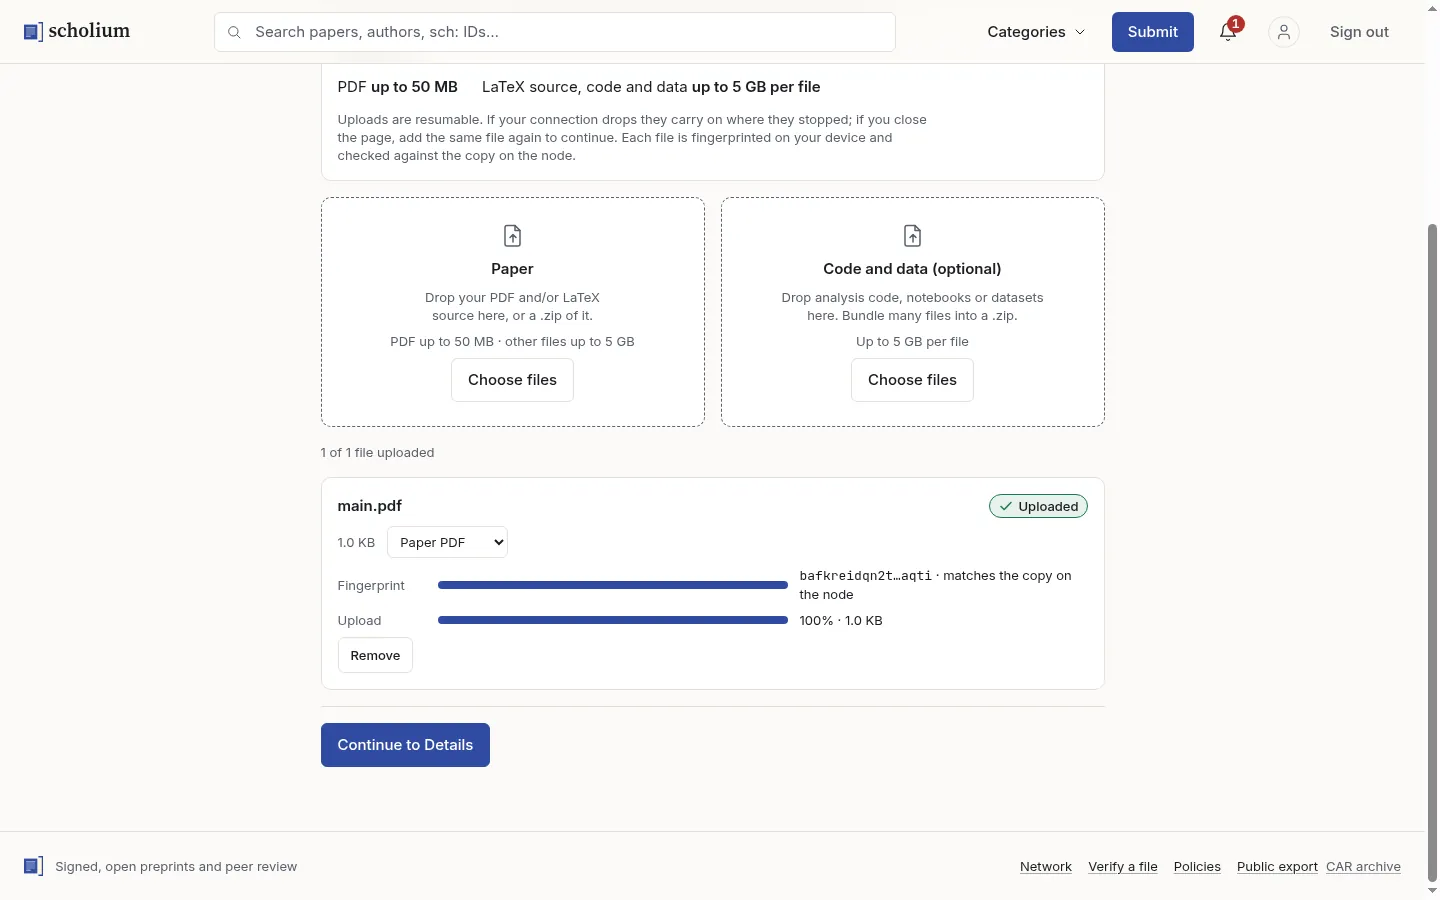 scholium
Search papers, authors, sch: IDs…
Categories
Submit
1
Sign out
PDF up to 50 MB LaTeX source, code and data up to 5 GB per file
Uploads are resumable. If your connection drops they carry on where they stopped; if you close
the page, add the same file again to continue. Each file is fingerprinted on your device and
checked against the copy on the node.
Paper
Drop your PDF and/or LaTeX
source here, or a .zip of it.
PDF up to 50 MB · other files up to 5 GB
Choose files
Code and data (optional)
Drop analysis code, notebooks or datasets
here. Bundle many files into a .zip.
Up to 5 GB per file
Choose files
1 of 1 file uploaded
main.pdf
Uploaded
1.0 KB Paper PDF
Fingerprint
bafkreidqn2t…aqti · matches the copy on
the node
Upload
100% · 1.0 KB
Remove
Continue to Details
Signed, open preprints and peer review
Network Verify a file Policies Public export CAR archive